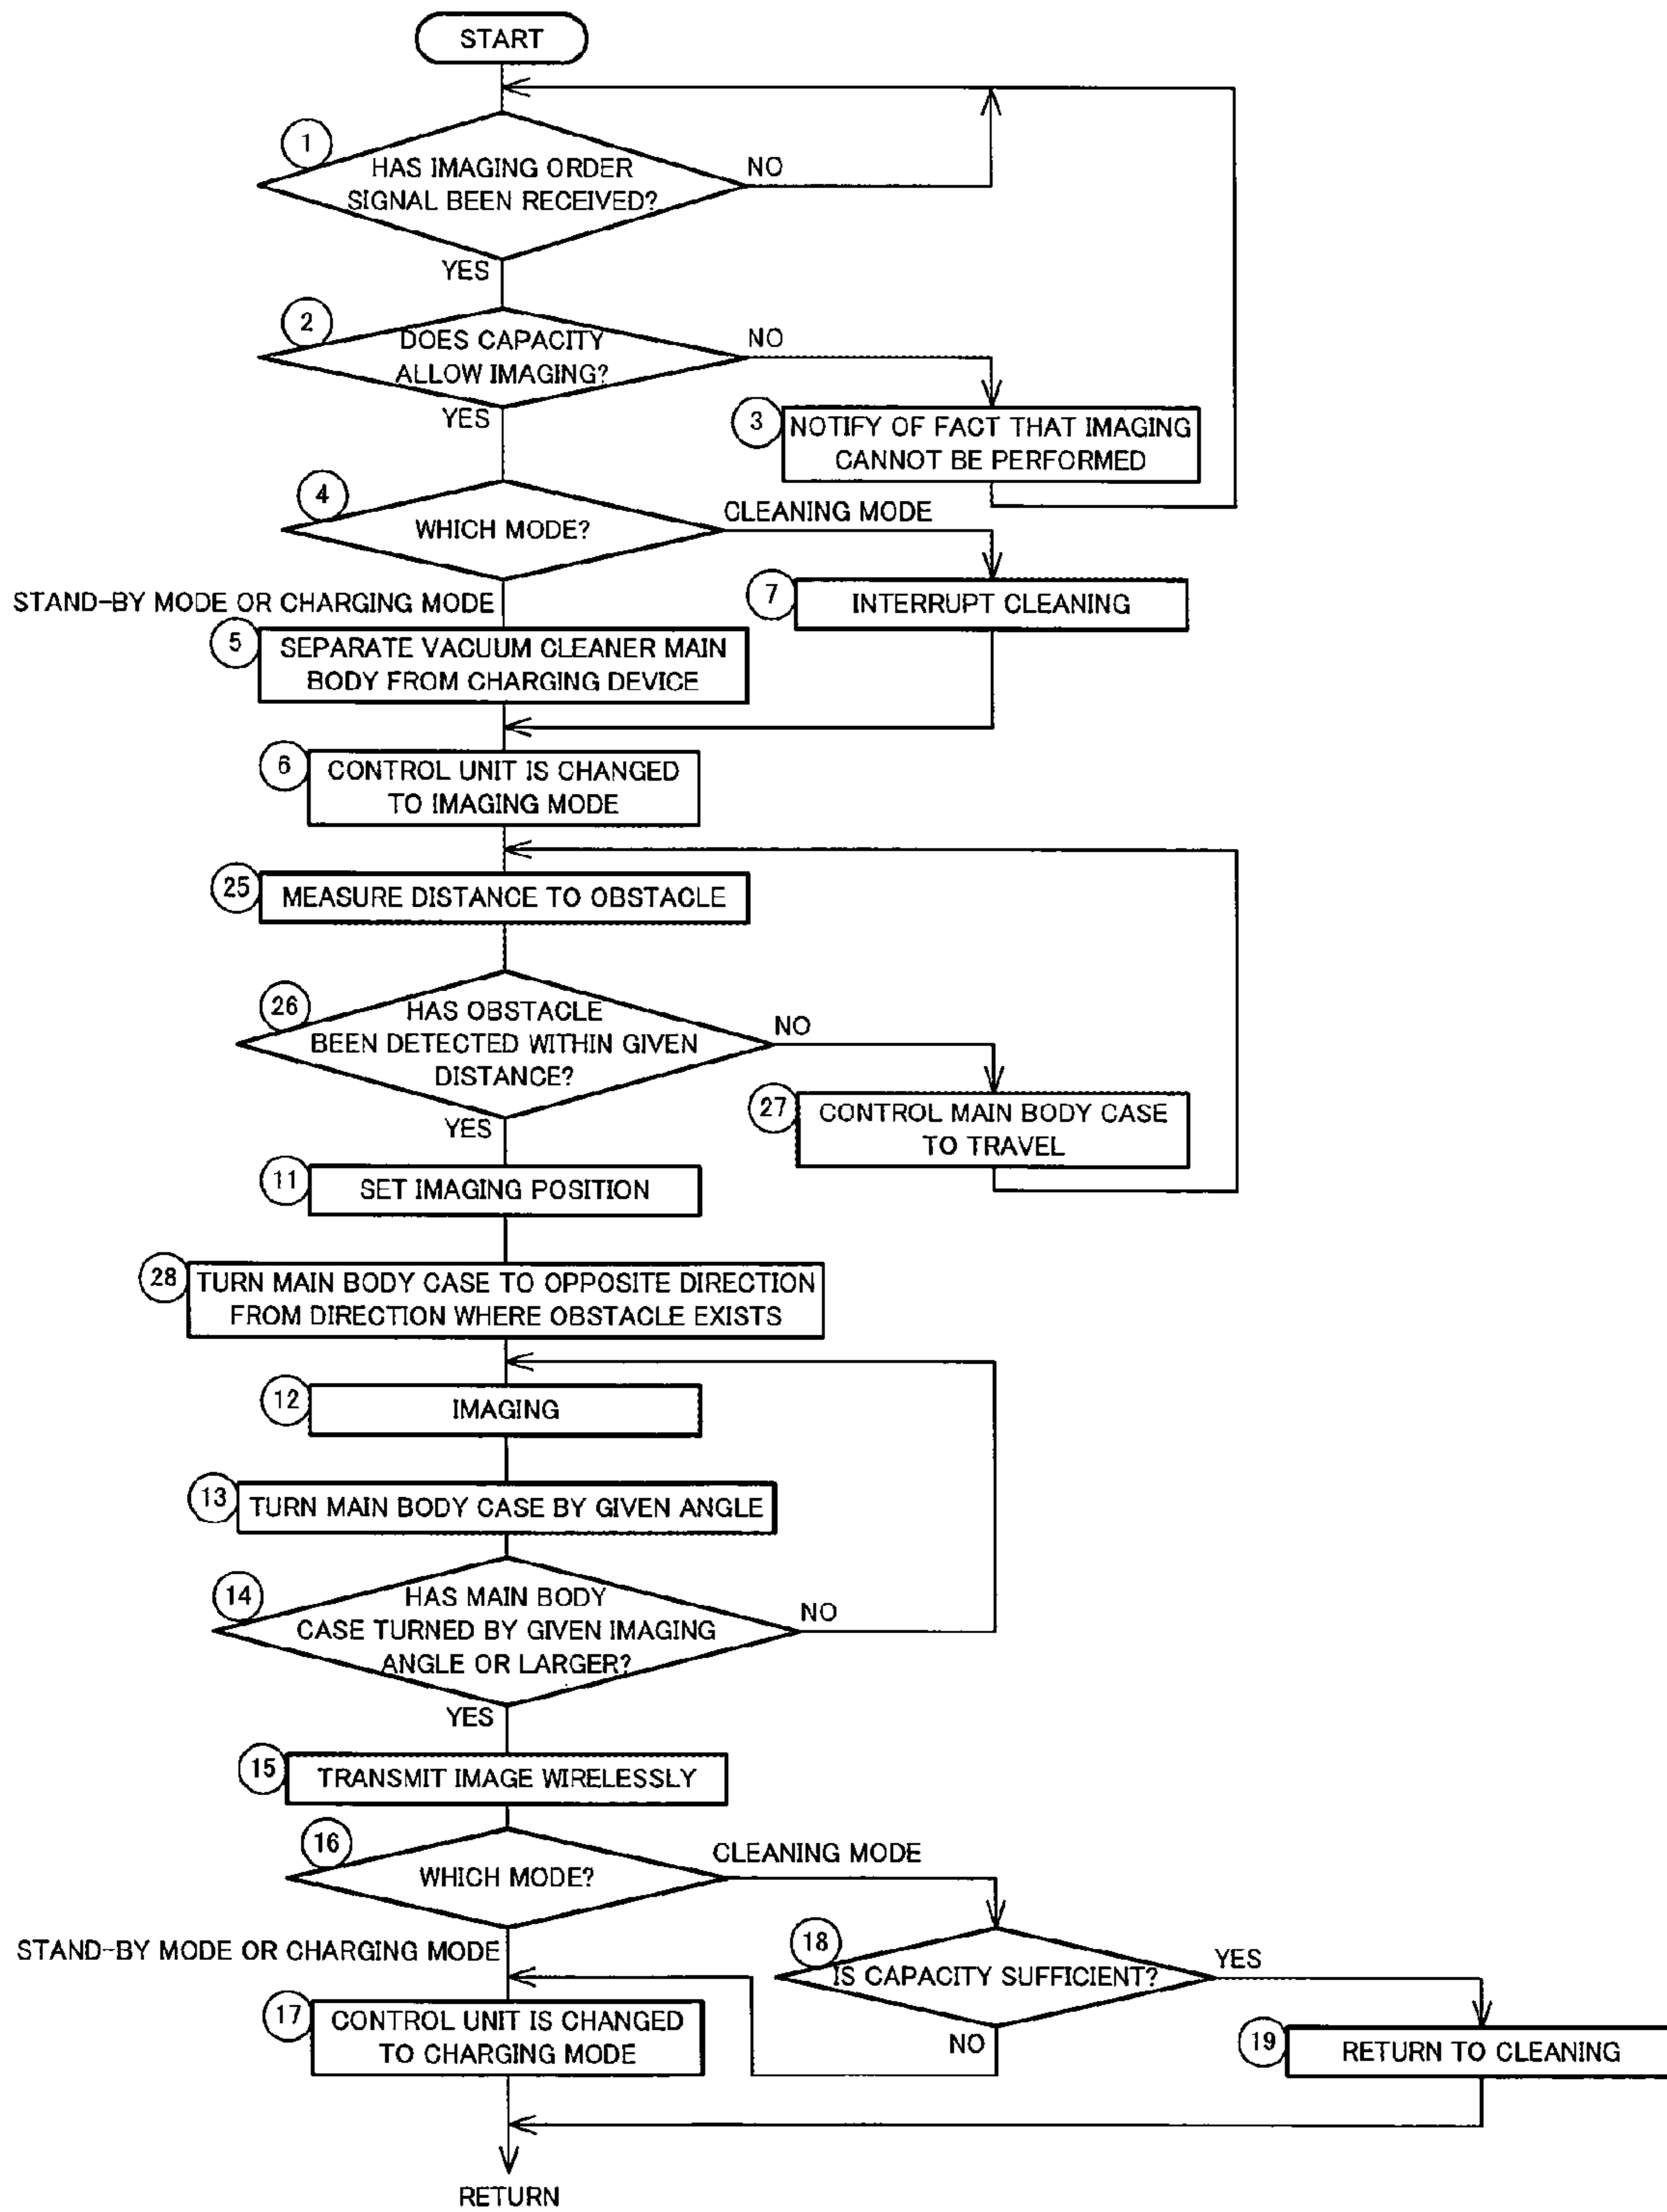 START
1
HAS IMAGING ORDER
SIGNAL BEEN RECEIVED?
NO
YES
2
DOES CAPACITY
ALLOW IMAGING?
NO
YES
3
NOTIFY OF FACT THAT IMAGING
CANNOT BE PERFORMED
4
WHICH MODE?
CLEANING MODE
STAND-BY MODE OR CHARGING MODE
7
INTERRUPT CLEANING
5
SEPARATE VACUUM CLEANER MAIN
BODY FROM CHARGING DEVICE
6
CONTROL UNIT IS CHANGED
TO IMAGING MODE
25
MEASURE DISTANCE TO OBSTACLE
26
HAS OBSTACLE
BEEN DETECTED WITHIN GIVEN
DISTANCE?
NO
YES
27
CONTROL MAIN BODY CASE
TO TRAVEL
11
SET IMAGING POSITION
28
TURN MAIN BODY CASE TO OPPOSITE DIRECTION
FROM DIRECTION WHERE OBSTACLE EXISTS
12
IMAGING
13
TURN MAIN BODY CASE BY GIVEN ANGLE
14
HAS MAIN BODY
CASE TURNED BY GIVEN IMAGING
ANGLE OR LARGER?
NO
YES
15
TRANSMIT IMAGE WIRELESSLY
16
WHICH MODE?
CLEANING MODE
STAND-BY MODE OR CHARGING MODE
18
IS CAPACITY SUFFICIENT?
YES
NO
17
CONTROL UNIT IS CHANGED
TO CHARGING MODE
19
RETURN TO CLEANING
RETURN